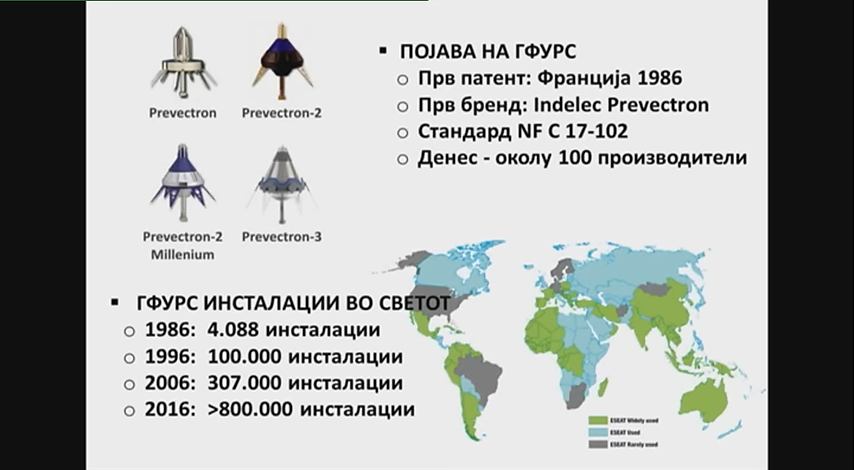 Prevectron
Prevectron-2
Prevectron-2
Millenium
Prevectron-3
▪ ПОЈАВА НА ГФУРС
o Прв патент: Франција 1986
o Прв бренд: Indelec Prevectron
o Стандард NF C 17-102
o Денес - околу 100 производители
▪ ГФУРС ИНСТАЛАЦИИ ВО СВЕТОТ
o 1986: 4.088 инсталации
o 1996: 100.000 инсталации
o 2006: 307.000 инсталации
o 2016: >800.000 инсталации
ESEAT Widely used
ESEAT Used
ESEAT Rarely used